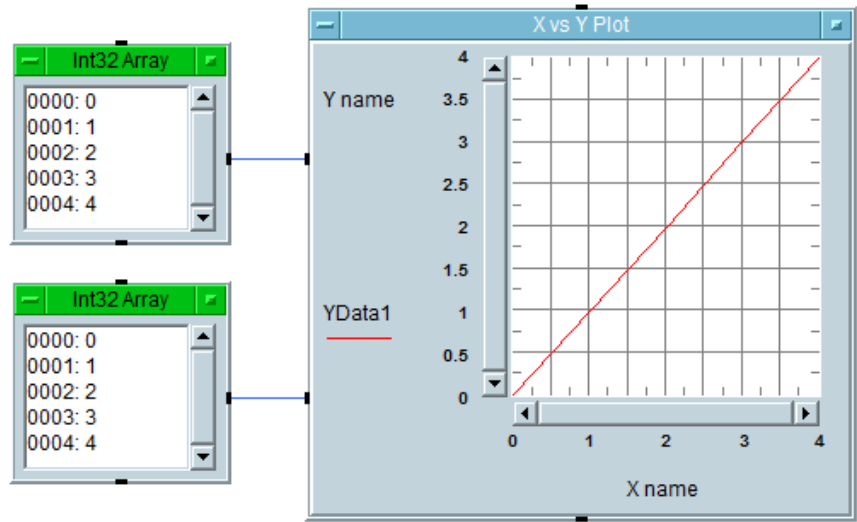 Int32 Array
0000: 0
0001: 1
0002: 2
0003: 3
0004: 4
Int32 Array
0000: 0
0001: 1
0002: 2
0003: 3
0004: 4
X vs Y Plot
Y name
YData1
4
3.5
3
2.5
2
1.5
1
0.5
0
0 1 2 3 4
X name